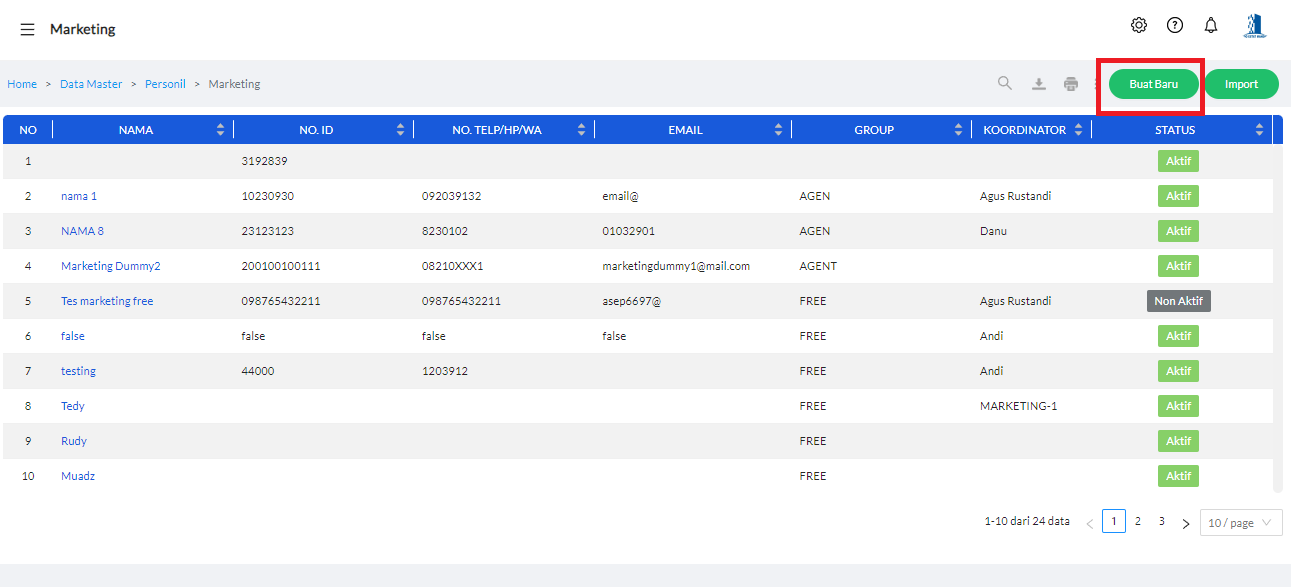 Marketing
Home > Data Master > Personil > Marketing
Buat Baru
Import
NO NAMA NO. ID NO. TELP/HP/WA EMAIL GROUP KOORDINATOR STATUS
1 3192839 Aktif
2 nama 1 10230930 092039132 email@ AGEN Agus Rustandi Aktif
3 NAMA 8 23123123 8230102 01032901 AGEN Danu Aktif
4 Marketing Dummy2 200100100111 08210XXX1 marketingdummy1@mail.com AGENT Aktif
5 Tes marketing free 098765432211 098765432211 asep6697@ FREE Agus Rustandi Non Aktif
6 false false false false FREE Andi Aktif
7 testing 44000 1203912 FREE Andi Aktif
8 Tedy FREE MARKETING-1 Aktif
9 Rudy FREE Aktif
10 Muadz FREE Aktif
1-10 dari 24 data < 1 2 3 > 10 / page